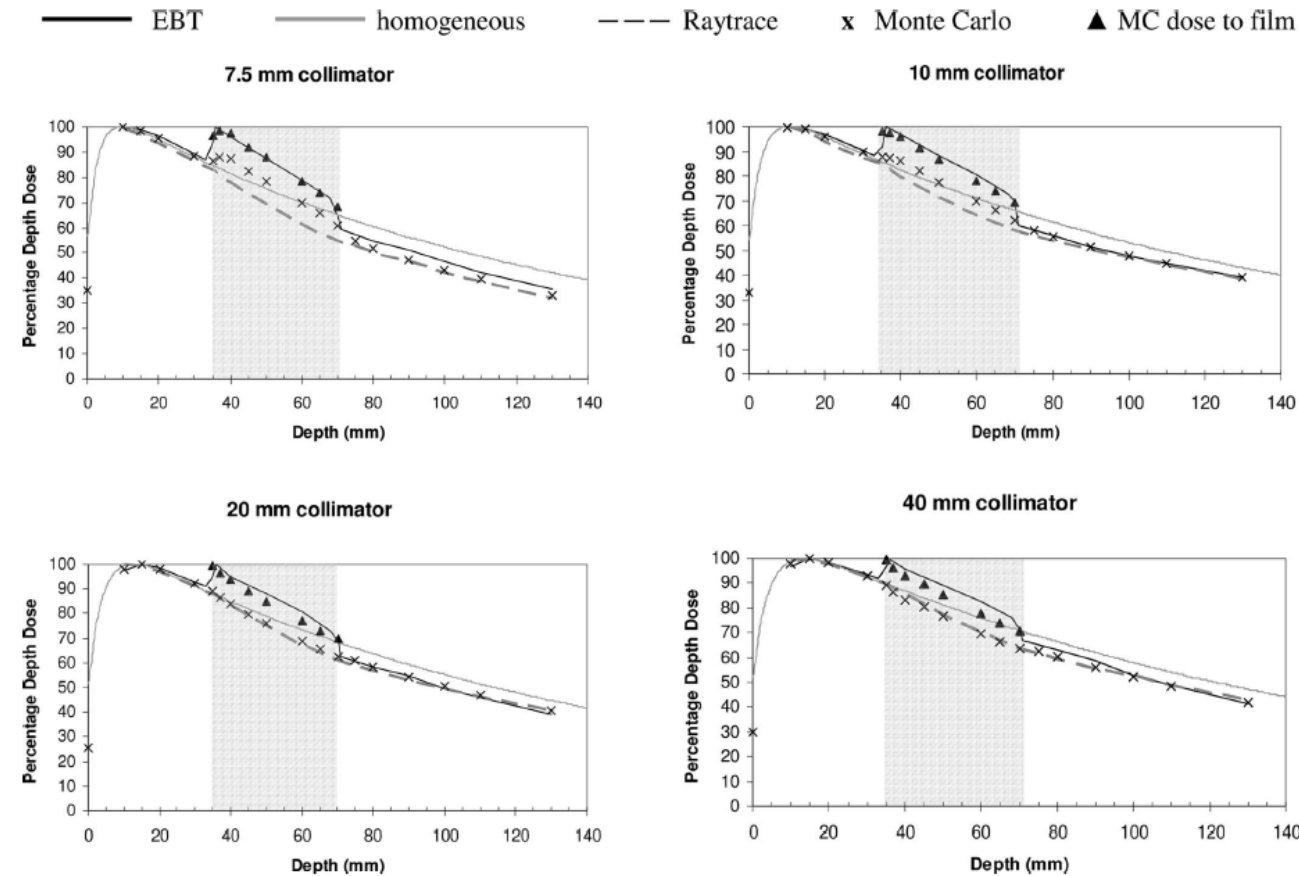 EBT homogeneous Raytrace x Monte Carlo ▲ MC dose to film
7.5 mm collimator
Percentage Depth Dose
100
90
80
70
60
50
40
30
20
10
0
0 20 40 60 80 100 120 140
Depth (mm)
10 mm collimator
Percentage Depth Dose
100
90
80
70
60
50
40
30
20
10
0
0 20 40 60 80 100 120 140
Depth (mm)
20 mm collimator
Percentage Depth Dose
100
90
80
70
60
50
40
30
20
10
0
0 20 40 60 80 100 120 140
Depth (mm)
40 mm collimator
Percentage Depth Dose
100
90
80
70
60
50
40
30
20
10
0
0 20 40 60 80 100 120 140
Depth (mm)